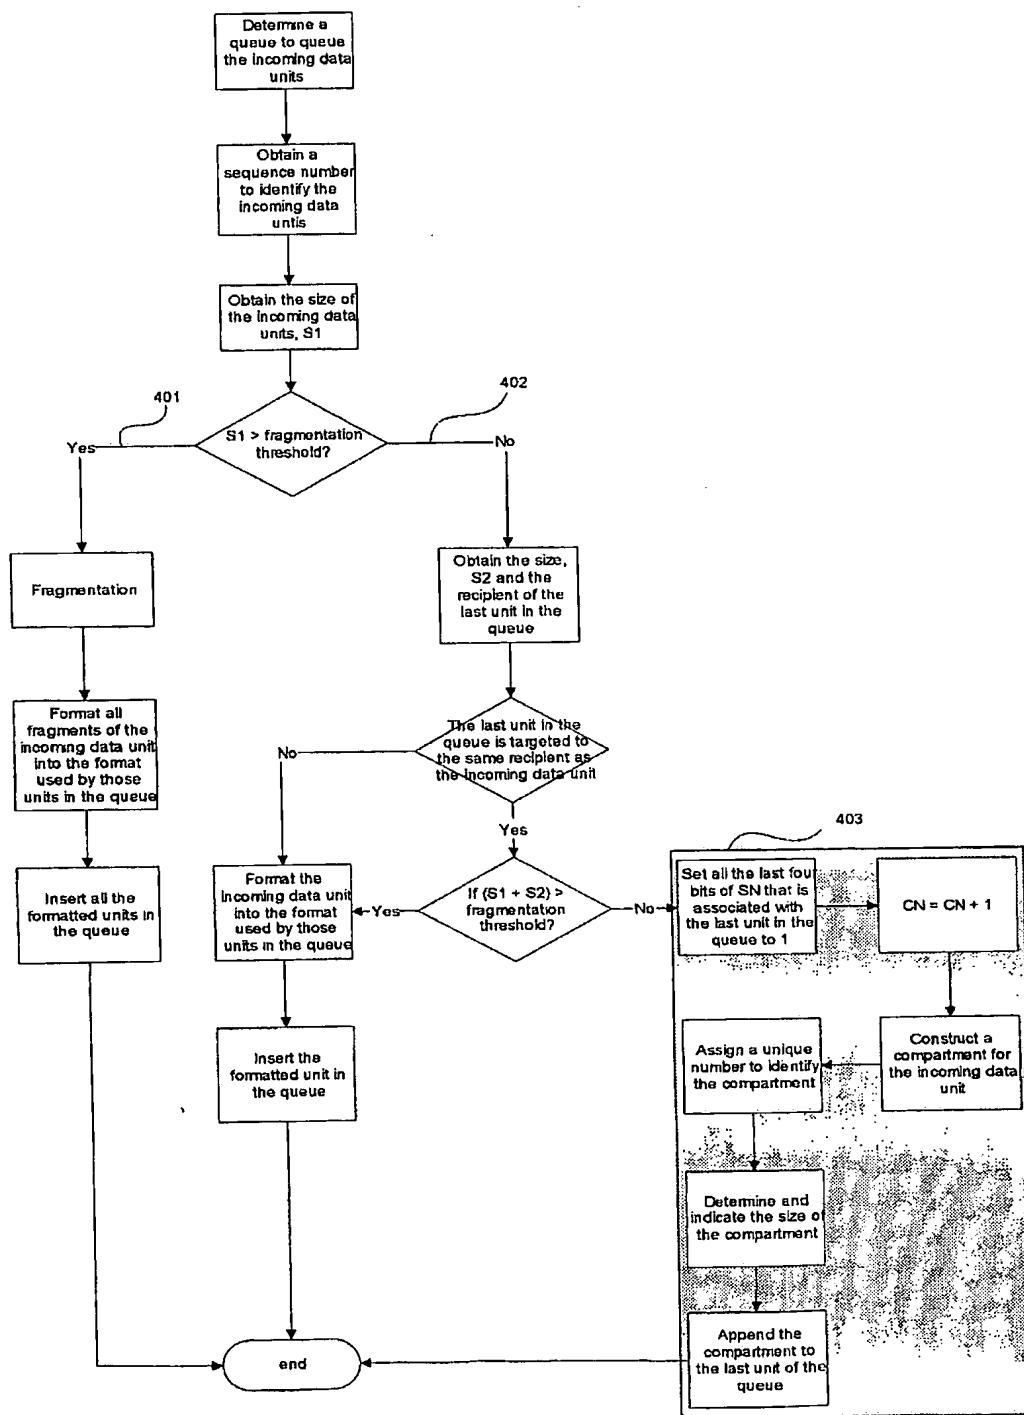 Determine a
queue to queue
the incoming data
units
Obtain a
sequence number
to identify the
incoming data
untis
Obtain the size of
the incoming data
units, S1
401
402
S1 > fragmentation
threshold?
Yes
No
Fragmentation
Obtain the size,
S2 and the
recipient of the
last unit in the
queue
Format all
fragments of the
incoming data unit
into the format
used by those
units in the queue
The last unit in the
queue is targeted to
the same recipient as
the incoming data unit
No
Yes
403
Insert all the
formatted units in
the queue
Format the
incoming data unit
into the format
used by those
units in the queue
Yes
If (S1 + S2) >
fragmentation
threshold?
No
Set all the last four
bits of SN that is
associated with
the last unit in the
queue to 1
CN = CN + 1
Insert the
formatted unit in
the queue
Assign a unique
number to identify
the compartment
Construct a
compartment for
the incoming data
unit
Determine and
indicate the size of
the compartment
Append the
compartment to
the last unit of the
queue
end